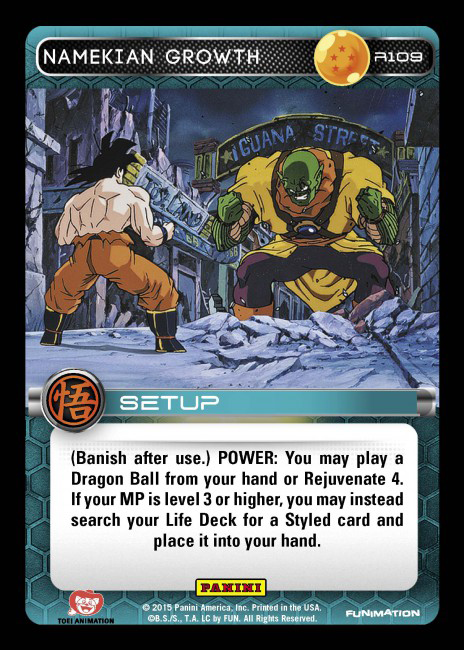 NAMEKIAN GROWTH
R109
IGUANA STREET
悟
SETUP
(Banish after use.) POWER: You may play a
Dragon Ball from your hand or Rejuvenate 4.
If your MP is level 3 or higher, you may instead
search your Life Deck for a Styled card and
place it into your hand.
PANINI
TOEI ANIMATION
© 2015 Panini America, Inc. Printed in the USA.
©B.S./S., T.A. LC by FUN. All Rights Reserved.
FUNIMATION